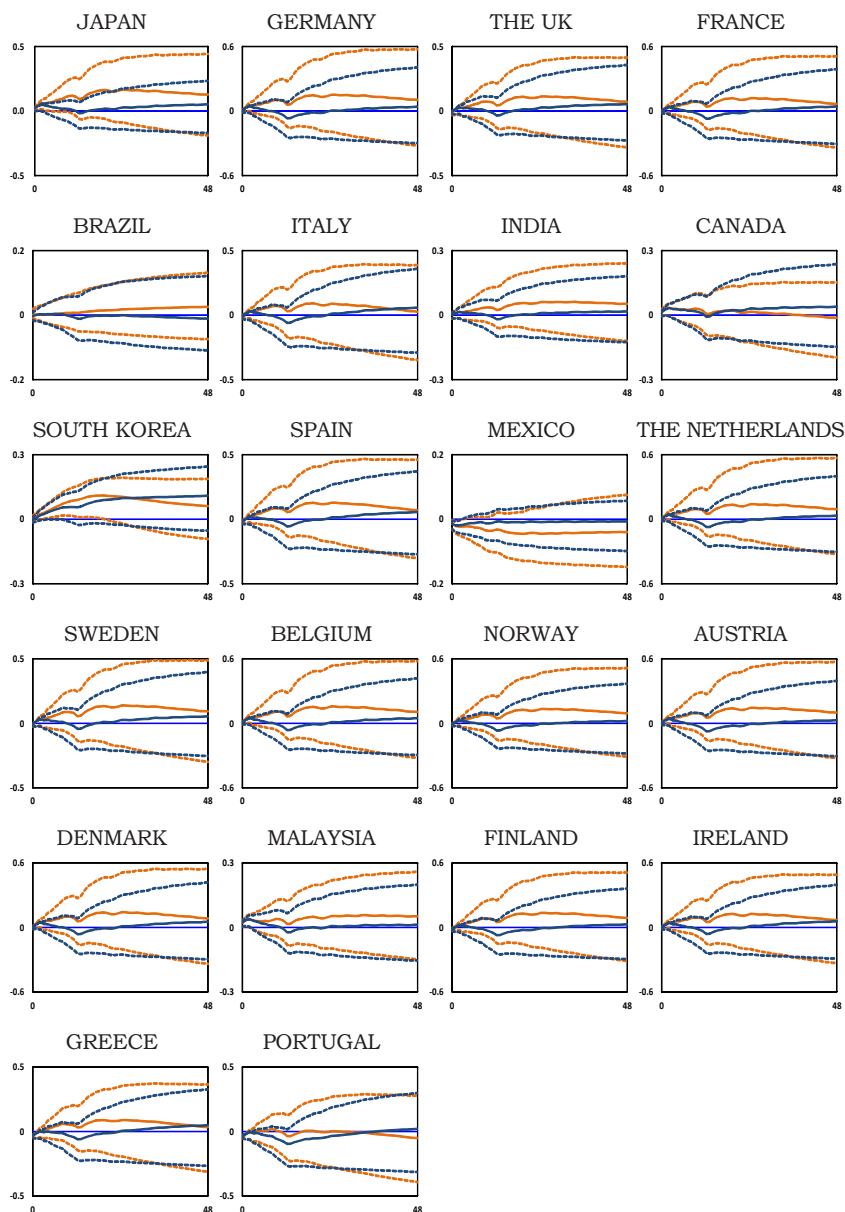 JAPAN GERMANY THE UK FRANCE
0.5 0.6 0.5 0.6
0.0 0 0 0
-0.5 -0.6 -0.5 -0.6
0 48 0 48 0 48 0 48
BRAZIL ITALY INDIA CANADA
0.2 0.5 0.3 0.3
0 0 0 0
-0.2 -0.5 -0.3 -0.3
0 48 0 48 0 48 0 48
SOUTH KOREA SPAIN MEXICO THE NETHERLANDS
0.3 0.5 0.2 0.6
0 0 0 0
-0.3 -0.5 -0.2 -0.6
0 48 0 48 0 48 0 48
SWEDEN BELGIUM NORWAY AUSTRIA
0.5 0.6 0.6 0.6
0 0 0 0
-0.5 -0.6 -0.6 -0.6
0 48 0 48 0 48 0 48
DENMARK MALAYSIA FINLAND IRELAND
0.6 0.3 0.6 0.6
0 0 0 0
-0.6 -0.3 -0.6 -0.6
0 48 0 48 0 48 0 48
GREECE PORTUGAL
0.5 0.5
0 0
-0.5 -0.5
0 48 0 48